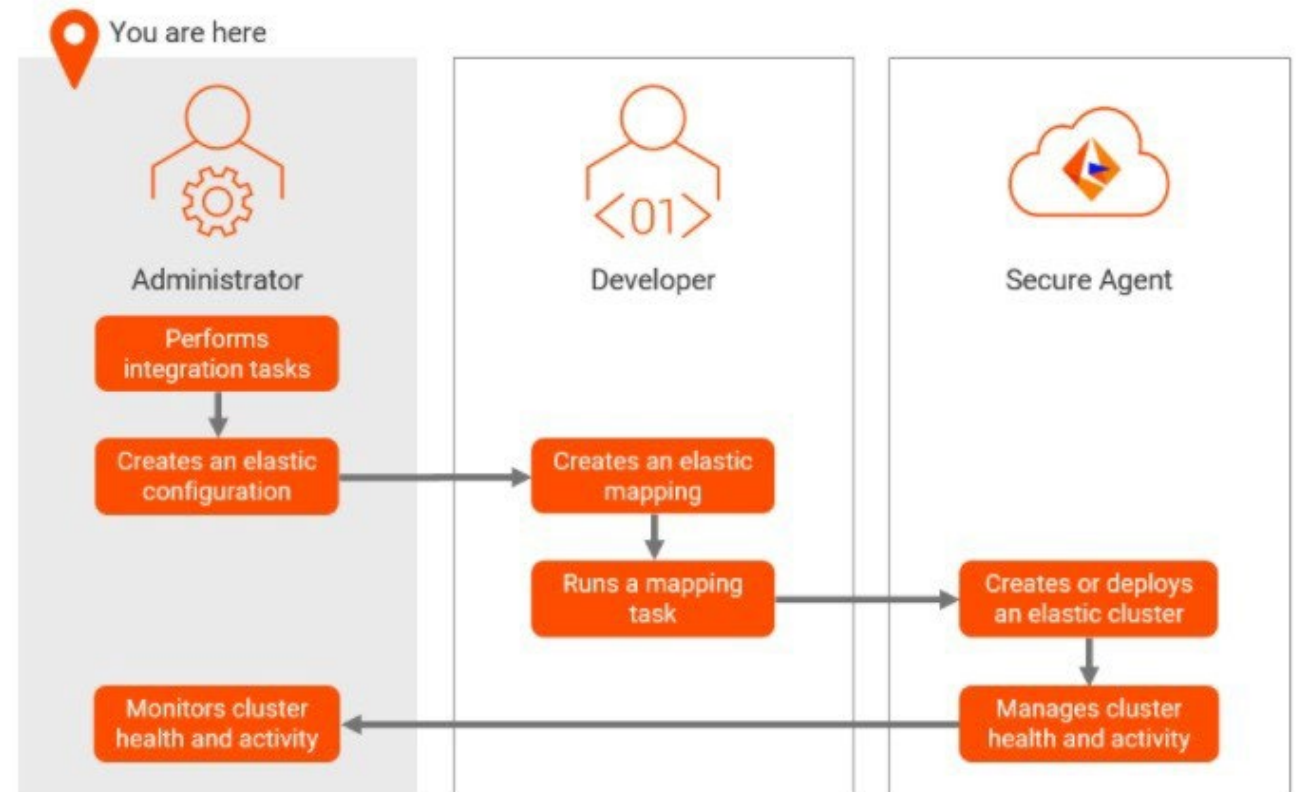 You are here
Administrator
Performs
integration tasks
Creates an elastic
configuration
Monitors cluster
health and activity
Developer
<01>
Creates an elastic
mapping
Runs a mapping
task
Secure Agent
Creates or deploys
an elastic cluster
Manages cluster
health and activity